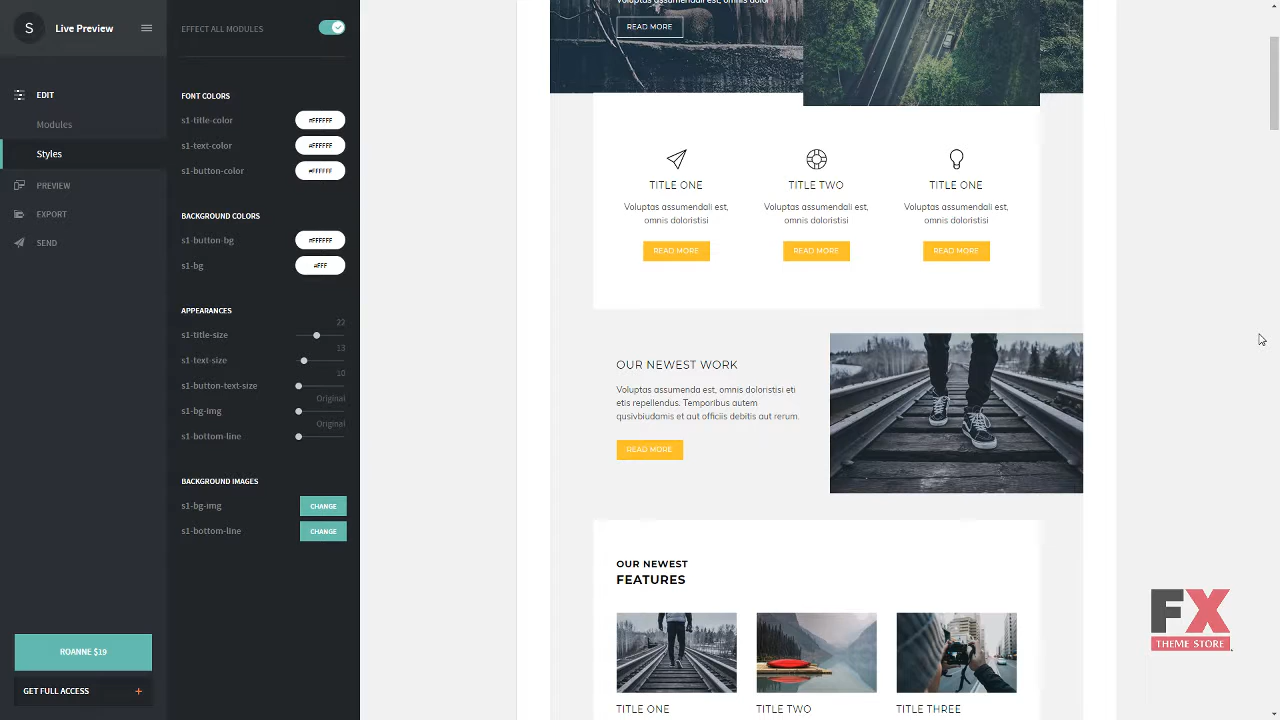 S
Live Preview
EDIT
Modules
Styles
PREVIEW
EXPORT
SEND
ROANNE $19
GET FULL ACCESS +
EFFECT ALL MODULES
FONT COLORS
s1-title-color #FFFFFF
s1-text-color #FFFFFF
s1-button-color #FFFFFF
BACKGROUND COLORS
s1-button-bg #FFFFFF
s1-bg #FFF
APPEARANCES
22
s1-title-size
13
s1-text-size
10
s1-button-text-size
Original
s1-bg-img
Original
s1-bottom-line
BACKGROUND IMAGES
s1-bg-img CHANGE
s1-bottom-line CHANGE
READ MORE
TITLE ONE TITLE TWO TITLE ONE
Voluptas assumendali est, Voluptas assumendali est, Voluptas assumendali est,
omnis doloristisi omnis doloristisi omnis doloristisi
READ MORE READ MORE READ MORE
OUR NEWEST WORK
Voluptas assumenda est, omnis doloristisi eti
etis repellendus. Temporibus autem
qusivbiudamis et aut officiis debitis aut rerum.
READ MORE
OUR NEWEST
FEATURES
TITLE ONE TITLE TWO TITLE THREE
FX
THEME STORE